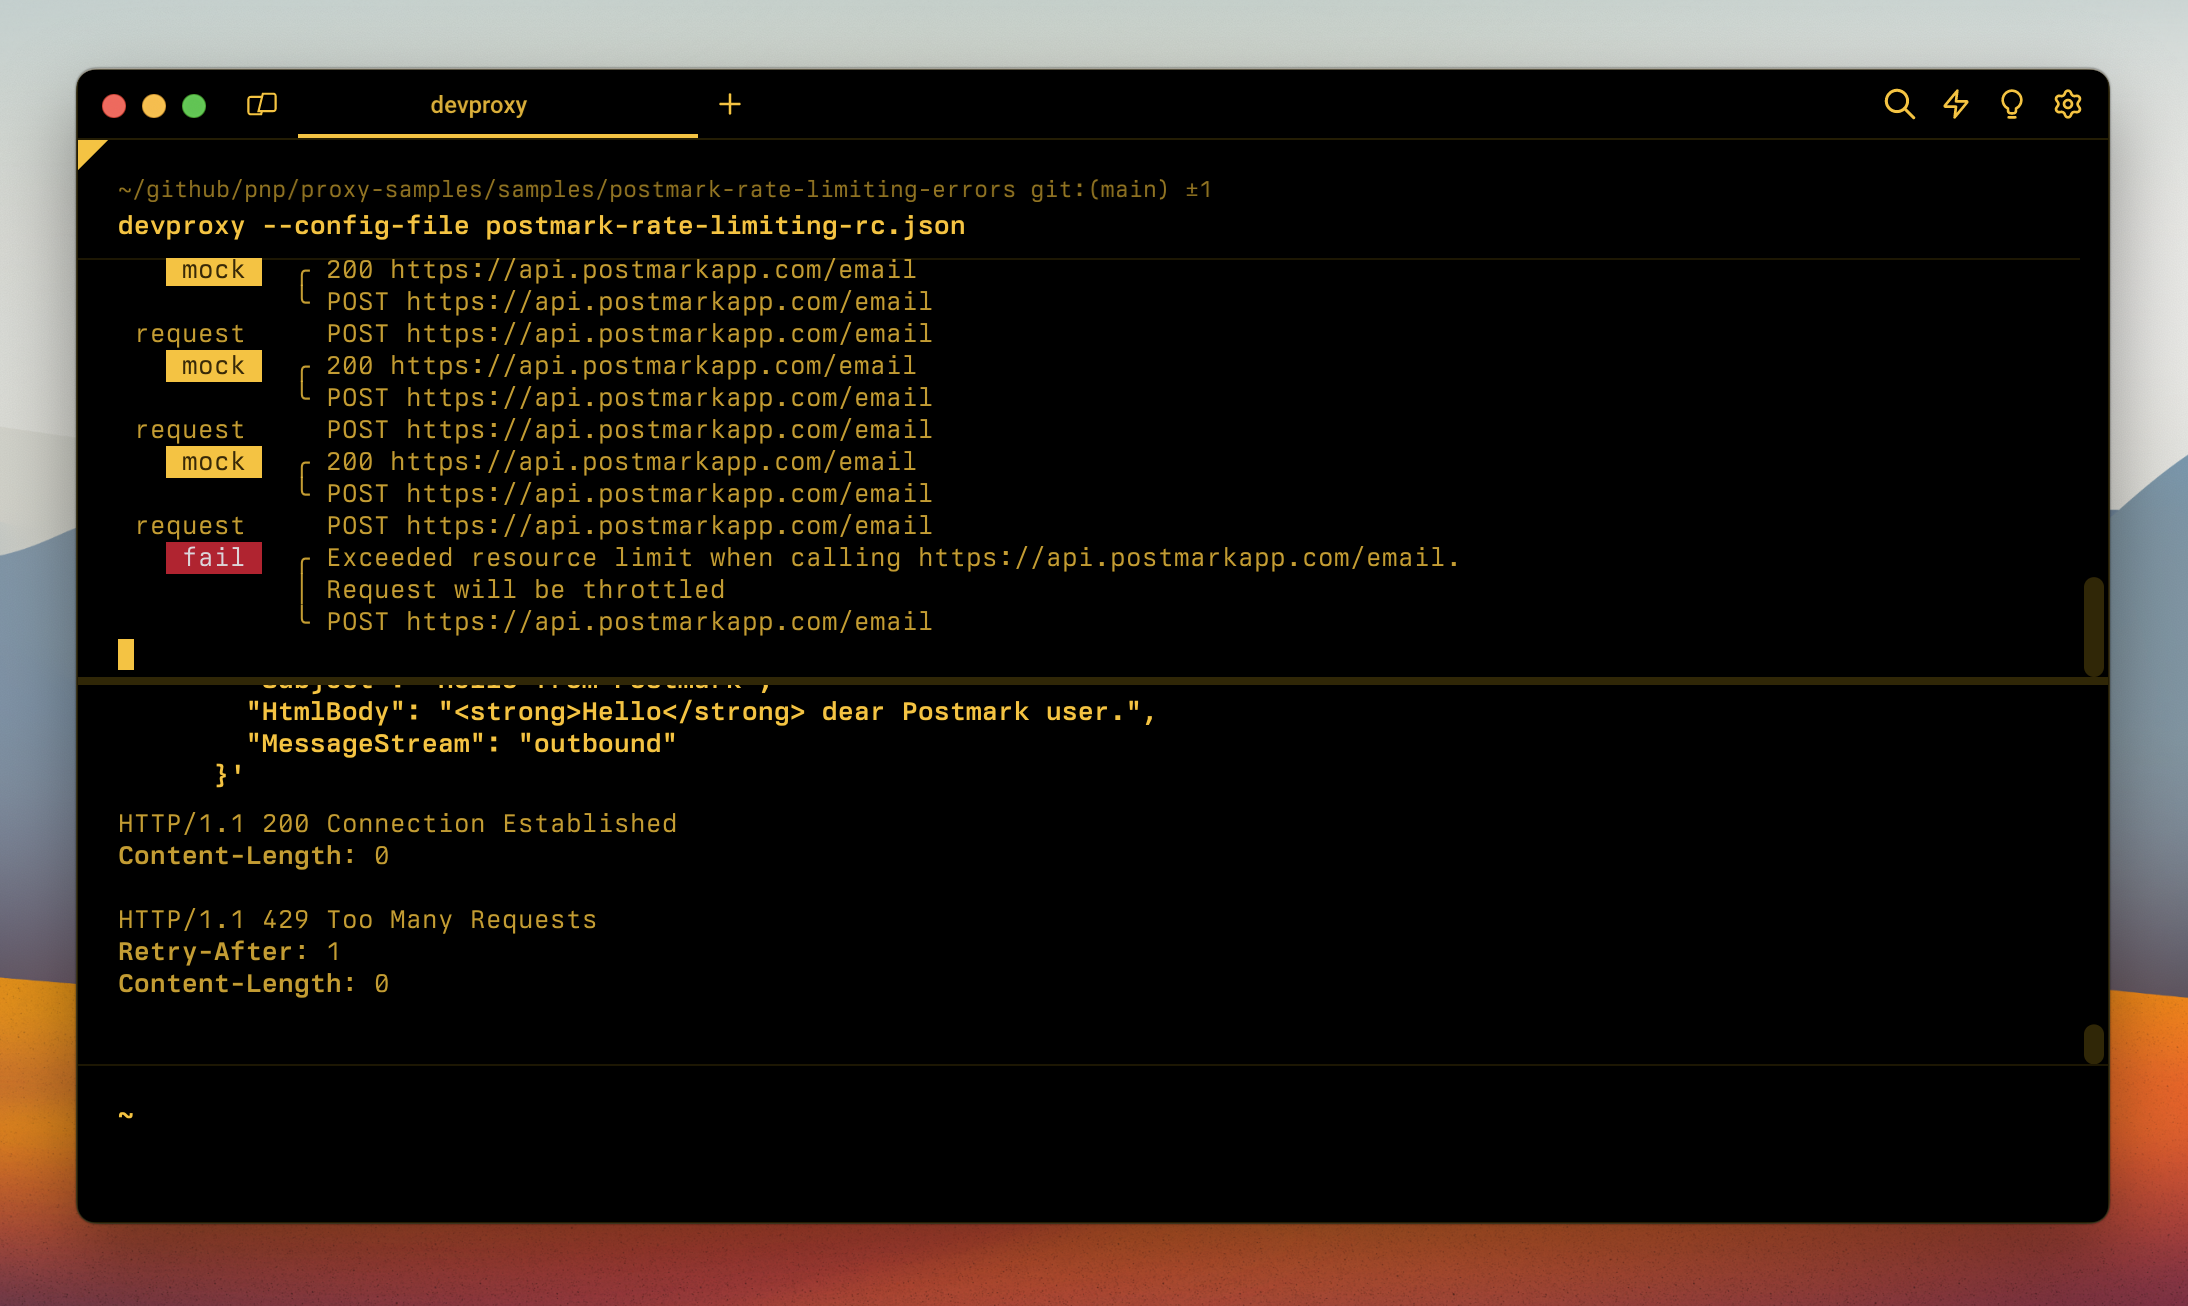 devproxy
~/github/pnp/proxy-samples/samples/postmark-rate-limiting-errors git:(main) ±1
devproxy --config-file postmark-rate-limiting-rc.json
mock 200 https://api.postmarkapp.com/email
POST https://api.postmarkapp.com/email
request POST https://api.postmarkapp.com/email
mock 200 https://api.postmarkapp.com/email
POST https://api.postmarkapp.com/email
request POST https://api.postmarkapp.com/email
mock 200 https://api.postmarkapp.com/email
POST https://api.postmarkapp.com/email
request POST https://api.postmarkapp.com/email
fail Exceeded resource limit when calling https://api.postmarkapp.com/email.
Request will be throttled
POST https://api.postmarkapp.com/email
"Subject": "Hello from Postmark",
"HtmlBody": "<strong>Hello</strong> dear Postmark user.",
"MessageStream": "outbound"
}'
HTTP/1.1 200 Connection Established
Content-Length: 0
HTTP/1.1 429 Too Many Requests
Retry-After: 1
Content-Length: 0
~